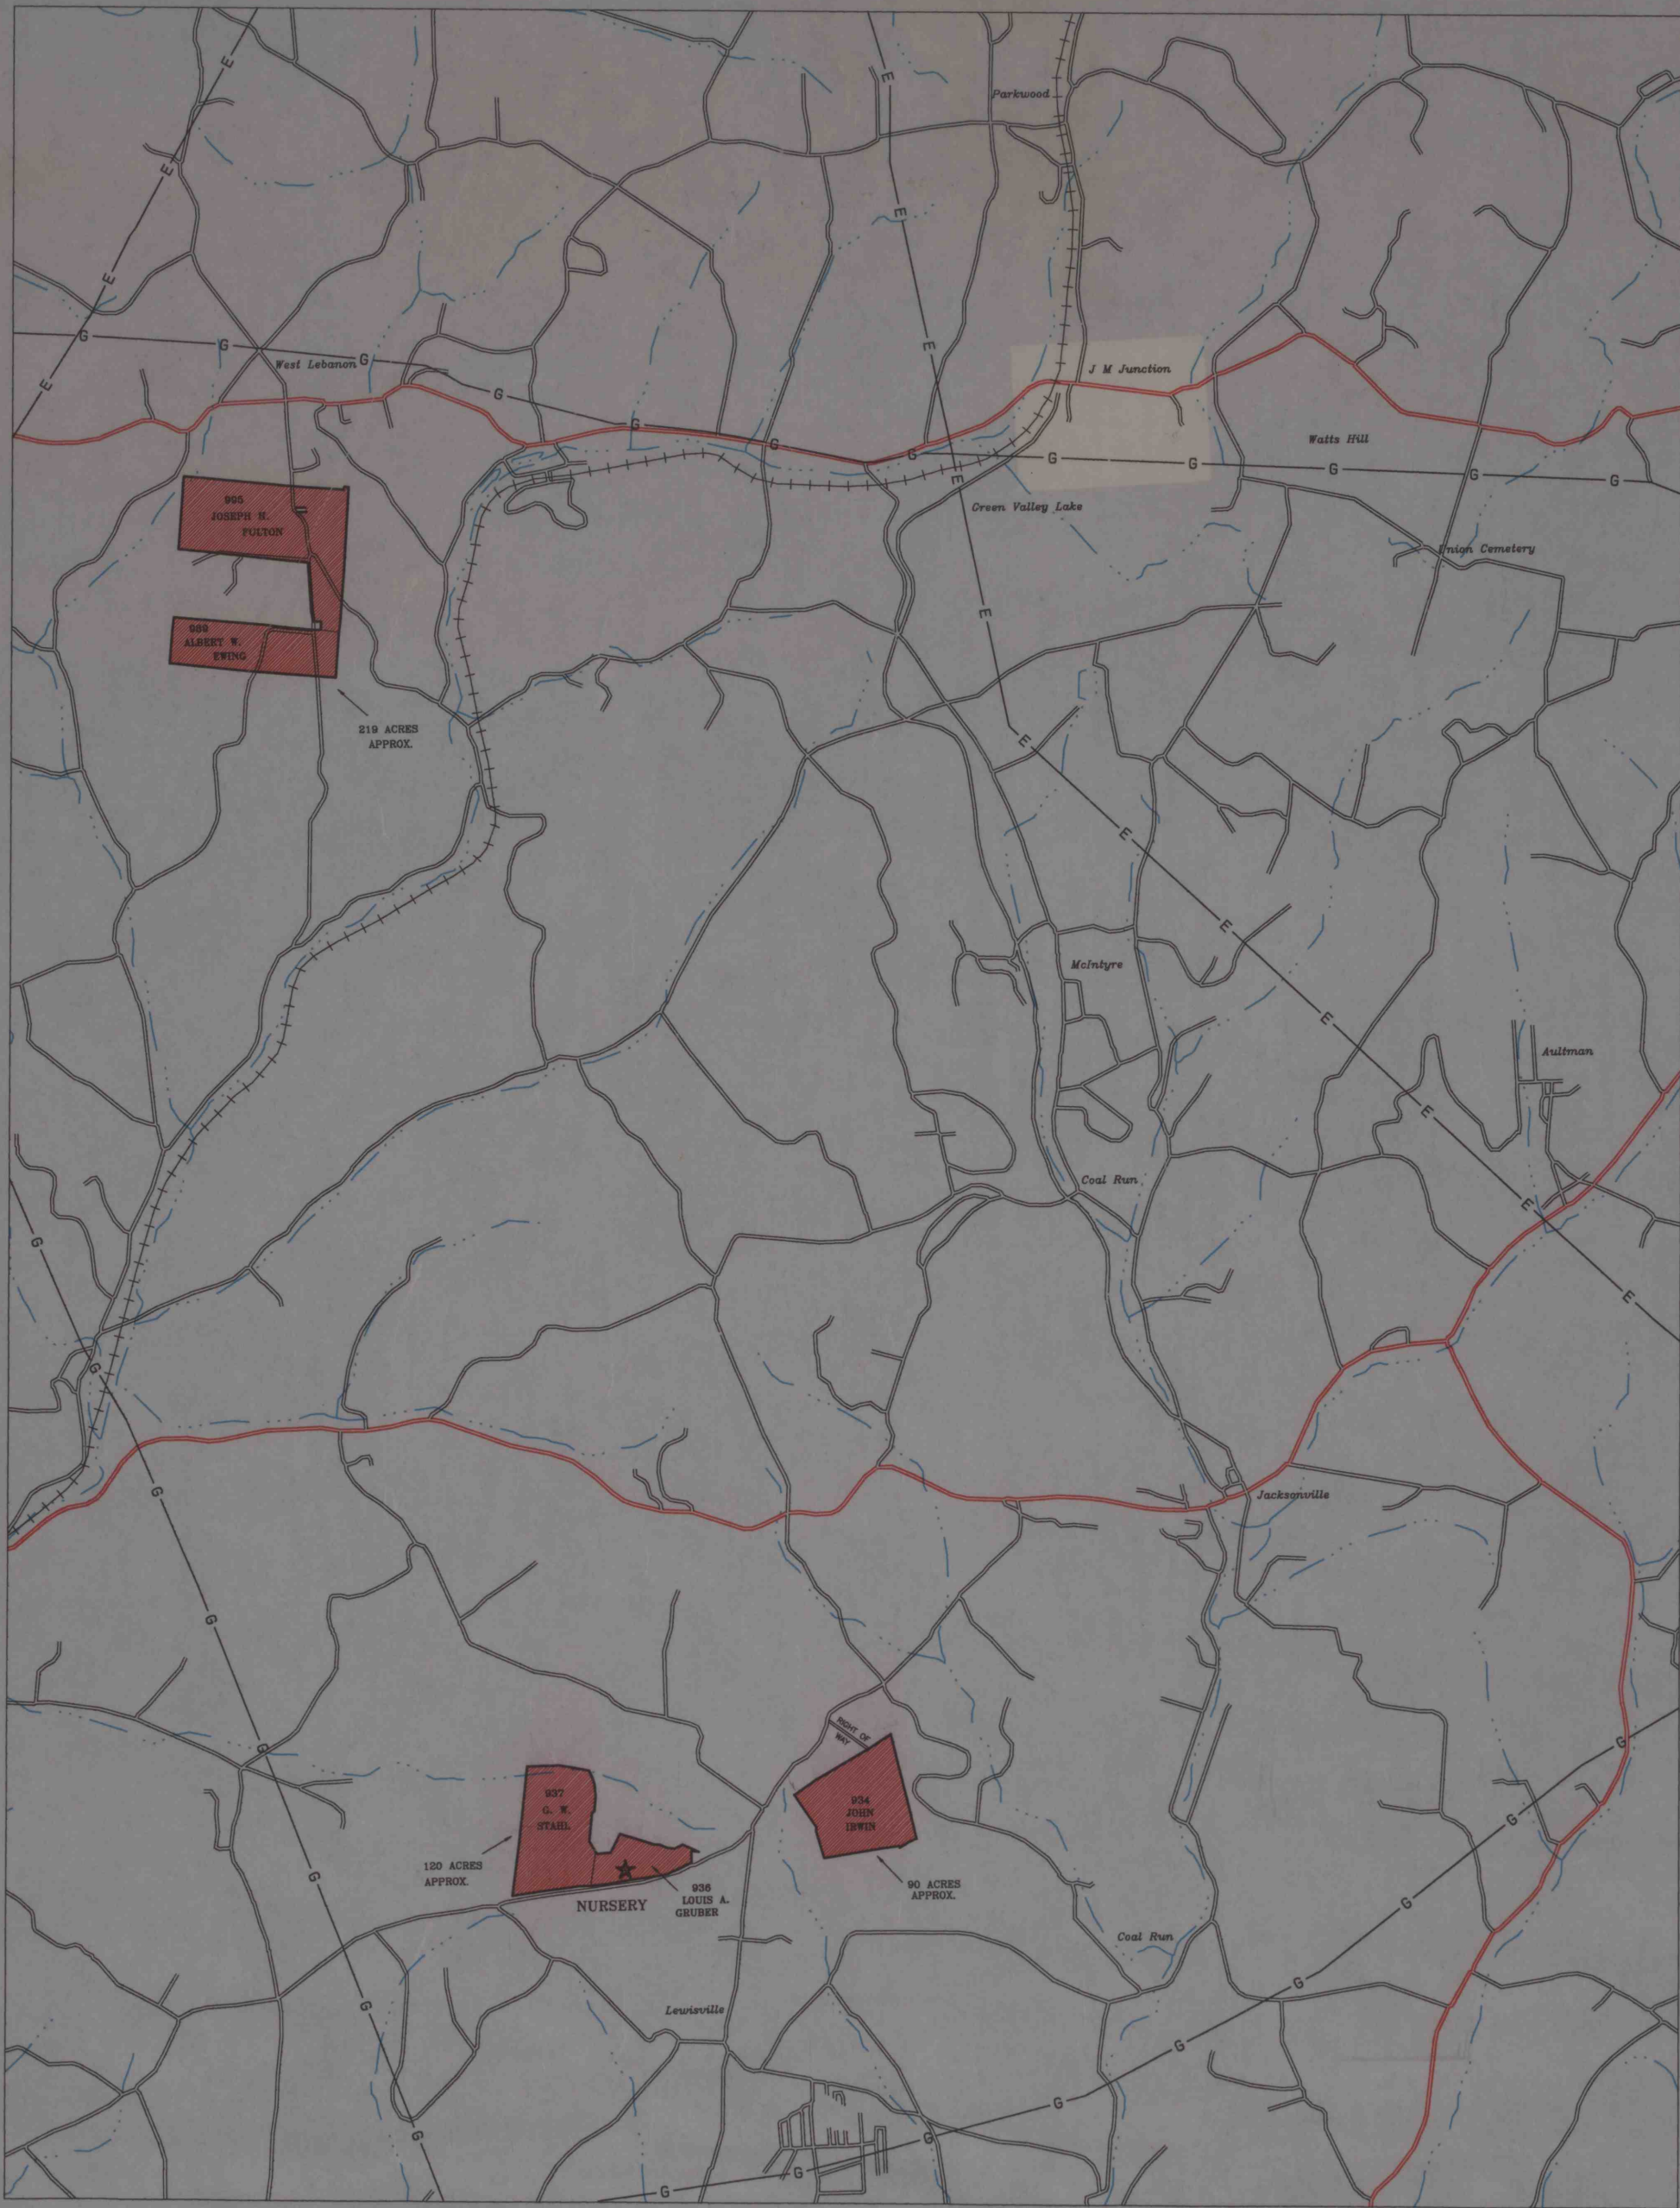 E
E
Parkwood
E
E
E
E
G
G
West Lebanon
G
G
E
J M Junction
E
G
G
G
Watts Hill
G
G
G
G
G
E
Green Valley Lake
995
JOSEPH H.
FULTON
Union Cemetery
E
989
ALBERT W.
EWING
219 ACRES
APPROX.
E
E
E
McIntyre
E
Aultman
E
Coal Run
E
G
E
G
G
Jacksonville
G
RIGHT OF
WAY
G
G
937
G. W.
STAHL
934
JOHN
IRWIN
G
120 ACRES
APPROX.
G
936
LOUIS A.
GRUBER
NURSERY
90 ACRES
APPROX.
G
Coal Run
G
G
Lewisville
G
G
G
G
G
G